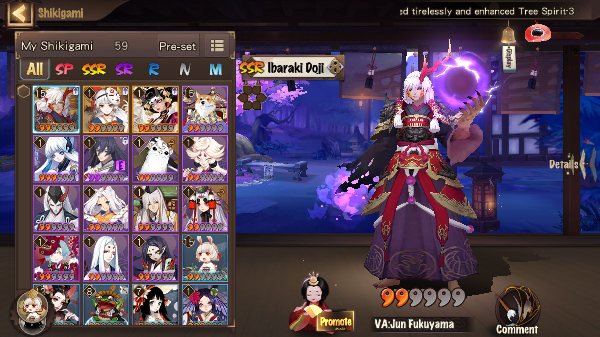 Shikigami
sd tirelessly and enhanced Tree Spirit·3
My Shikigami 59
Pre-set
All SP SSR SR R N M
SSR Ibaraki Doji
Display
Details
Promote
VA:Jun Fukuyama
Comment